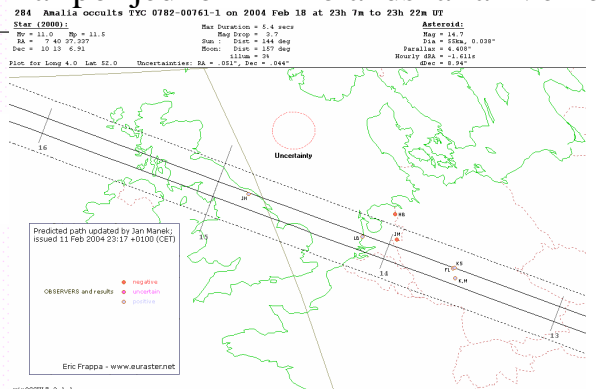 284 Amalia occults TYC 0782-00761-1 on 2004 Feb 18 at 23h 7m to 23h 22m UT
Star (2000):
Mv = 11.0 Mp = 11.5
RA = 7 40 37.337
Dec = 10 13 6.91
Plot for Long 4.0 Lat 52.0
Max Duration = 5.4 secs
Mag Drop = 3.7
Sun : Dist = 144 deg
Moon: Dist = 157 deg
illum = 3%
Uncertainties: RA = .051", Dec = .044"
Asteroid:
Mag = 14.7
Dia = 55km, 0.038"
Parallax = 4.408"
Hourly dRA = -1.611s
dDec = 8.94"
Uncertainty
16
JM
15
RB
LB
JM
14
KS
FL
E.M
13
Predicted path updated by Jan Manek;
issued 11 Feb 2004 23:17 +0100 (CET)
OBSERVERS and results
negative
uncertain
positive
Eric Frappa - www.euraster.net